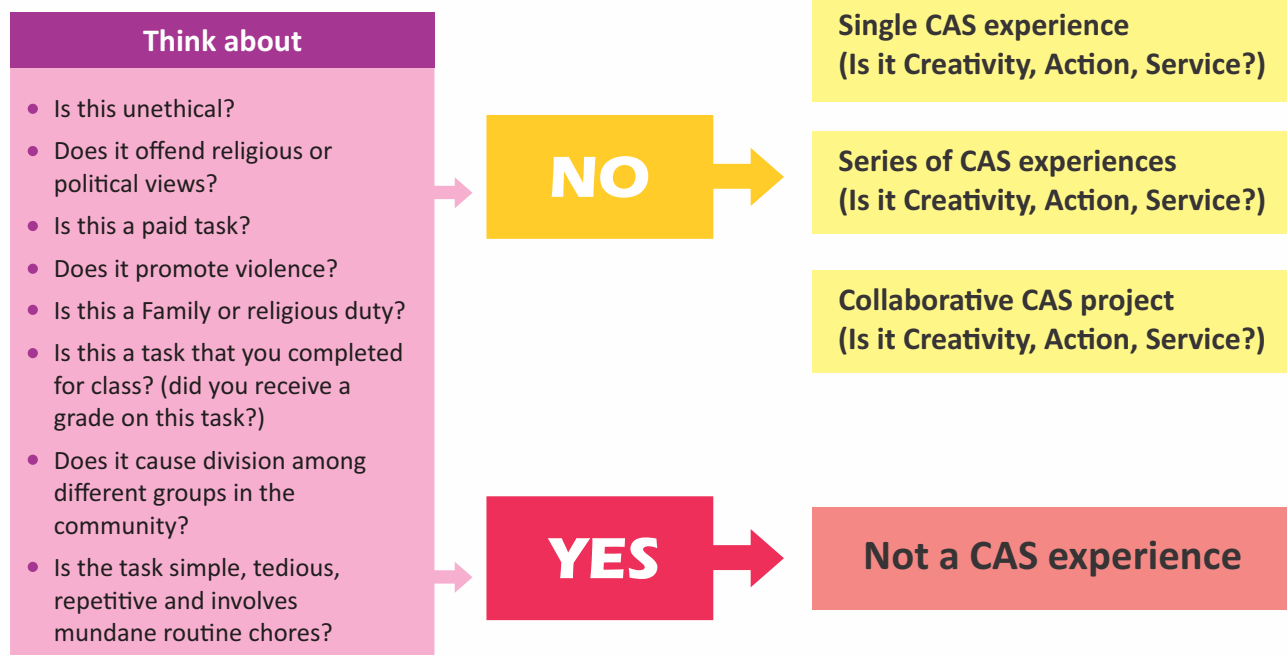 Think about
• Is this unethical?
• Does it offend religious or
political views?
• Is this a paid task?
• Does it promote violence?
• Is this a Family or religious duty?
• Is this a task that you completed
for class? (did you receive a
grade on this task?)
• Does it cause division among
different groups in the
community?
• Is the task simple, tedious,
repetitive and involves
mundane routine chores?
NO
YES
Single CAS experience
(Is it Creativity, Action, Service?)
Series of CAS experiences
(Is it Creativity, Action, Service?)
Collaborative CAS project
(Is it Creativity, Action, Service?)
Not a CAS experience